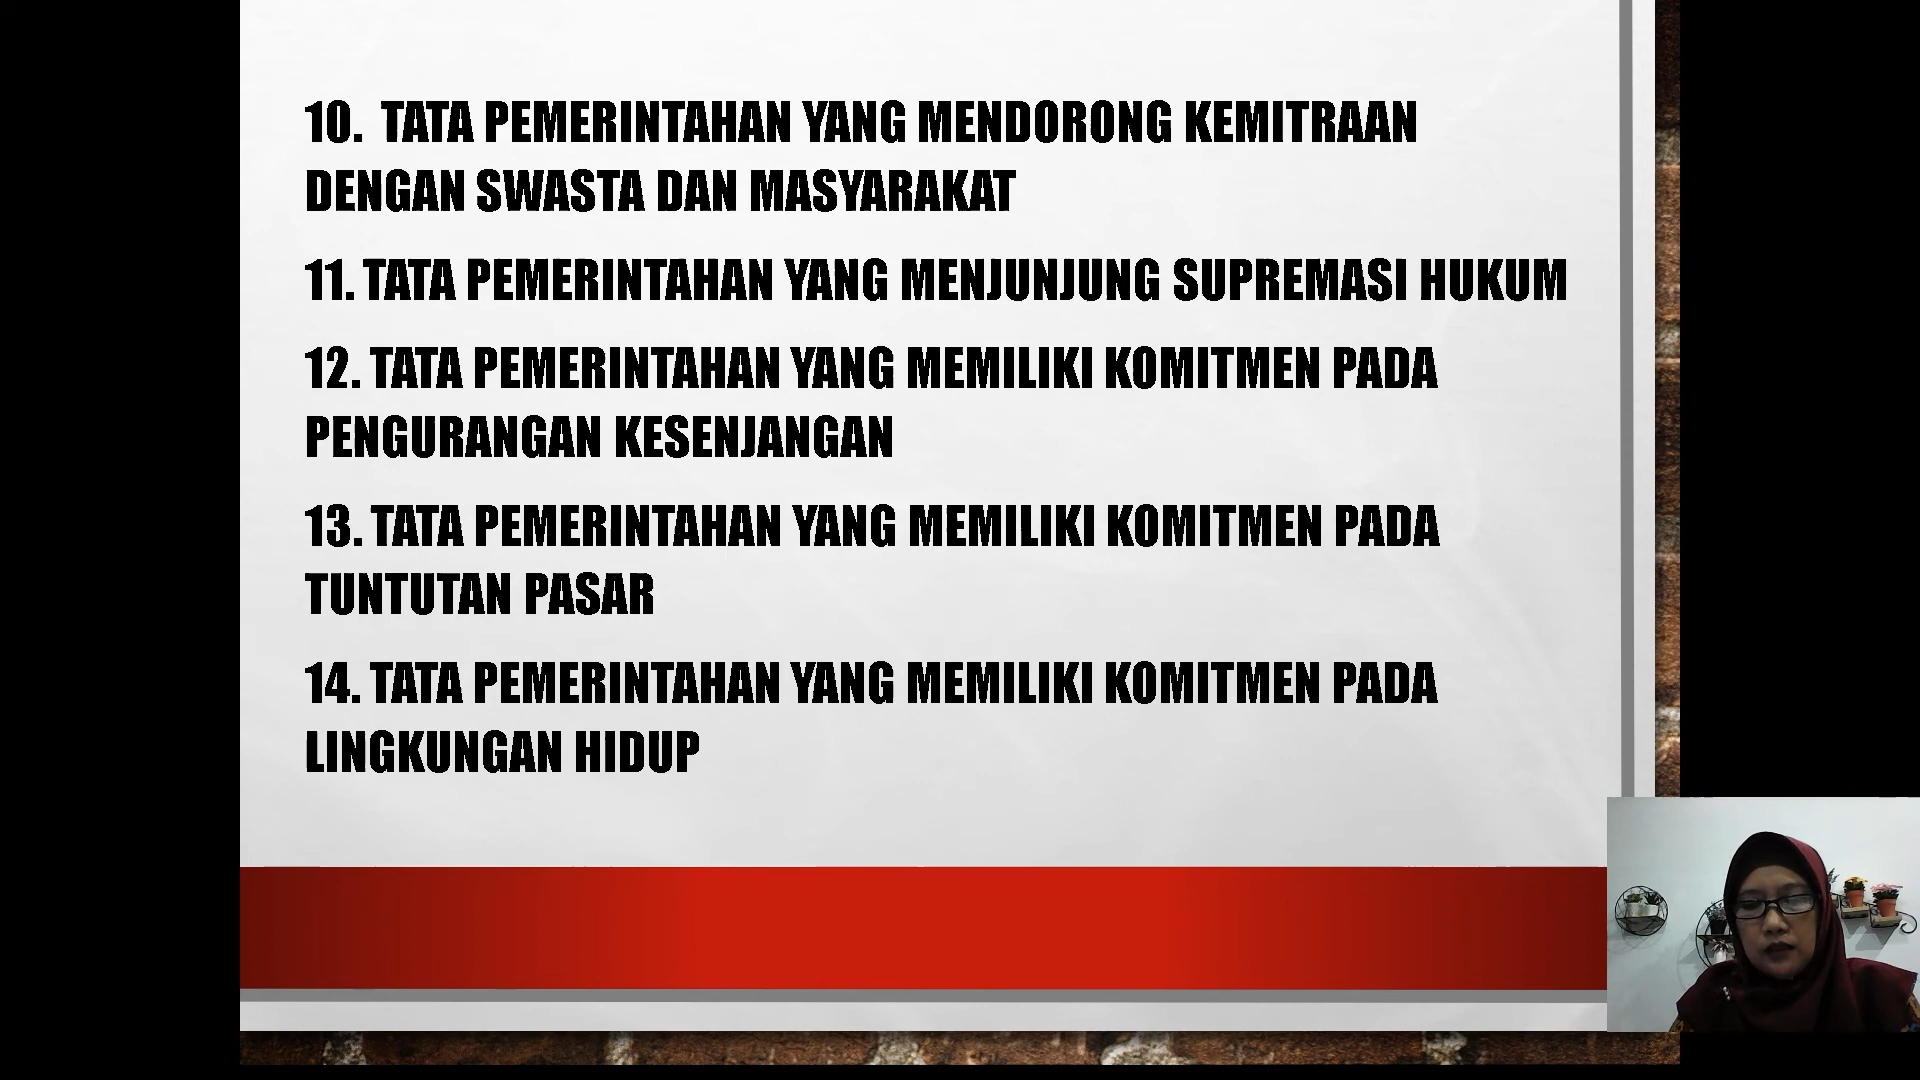 10. TATA PEMERINTAHAN YANG MENDORONG KEMITRAAN
DENGAN SWASTA DAN MASYARAKAT
11. TATA PEMERINTAHAN YANG MENJUNJUNG SUPREMASI HUKUM
12. TATA PEMERINTAHAN YANG MEMILIKI KOMITMEN PADA
PENGURANGAN KESENJANGAN
13. TATA PEMERINTAHAN YANG MEMILIKI KOMITMEN PADA
TUNTUTAN PASAR
14. TATA PEMERINTAHAN YANG MEMILIKI KOMITMEN PADA
LINGKUNGAN HIDUP